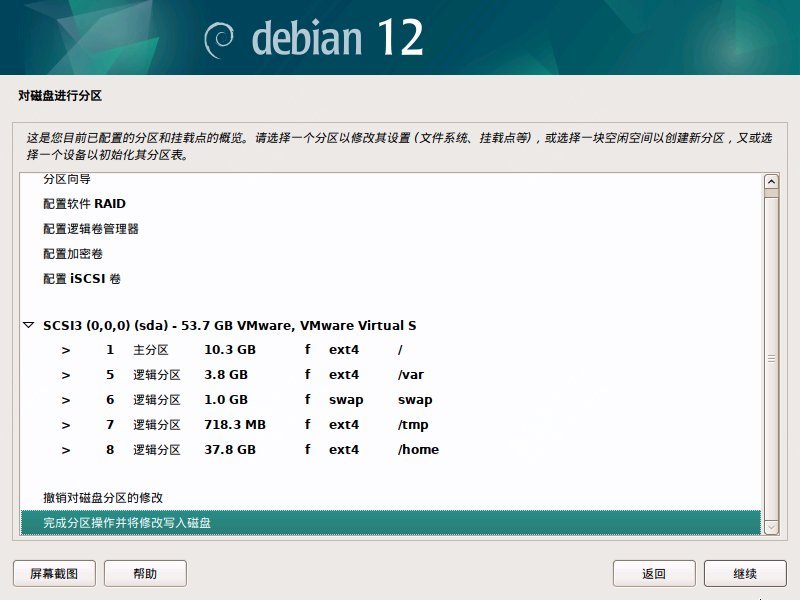 debian 12
对磁盘进行分区
这是您目前已配置的分区和挂载点的概览。请选择一个分区以修改其设置 (文件系统、挂载点等)，或选择一块空闲空间以创建新分区，又或选
择一个设备以初始化其分区表。
分区向导
配置软件 RAID
配置逻辑卷管理器
配置加密卷
配置 iSCSI 卷
SCSI3 (0,0,0) (sda) - 53.7 GB VMware, VMware Virtual S
> 1 主分区 10.3 GB f ext4 /
> 5 逻辑分区 3.8 GB f ext4 /var
> 6 逻辑分区 1.0 GB f swap swap
> 7 逻辑分区 718.3 MB f ext4 /tmp
> 8 逻辑分区 37.8 GB f ext4 /home
撤销对磁盘分区的修改
完成分区操作并将修改写入磁盘
屏幕截图 帮助 返回 继续